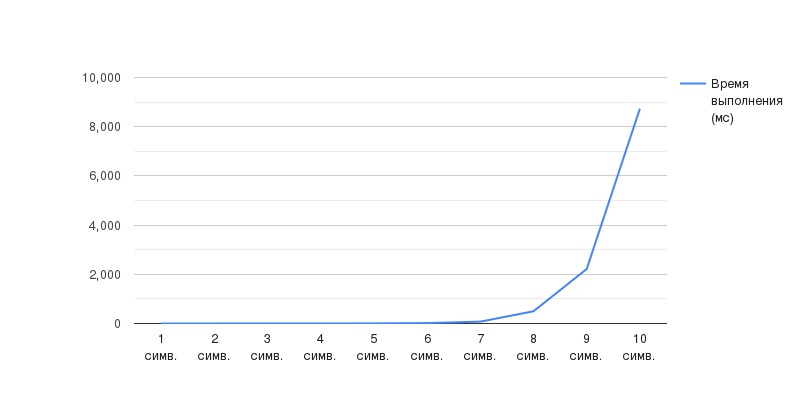 10,000
8,000
6,000
4,000
2,000
0
1 симв.
2 симв.
3 симв.
4 симв.
5 симв.
6 симв.
7 симв.
8 симв.
9 симв.
10 симв.
Время
выполнения
(мс)